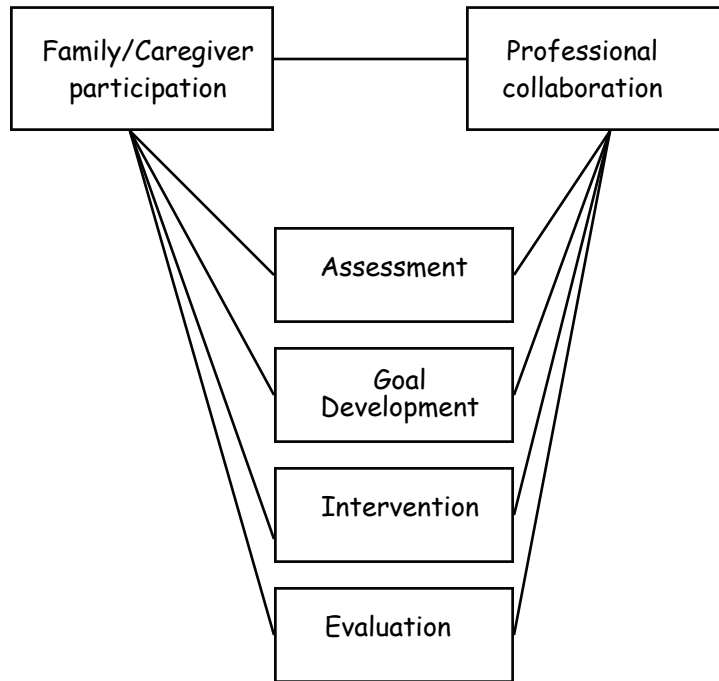 Family/Caregiver
participation
Professional
collaboration
Assessment
Goal
Development
Intervention
Evaluation